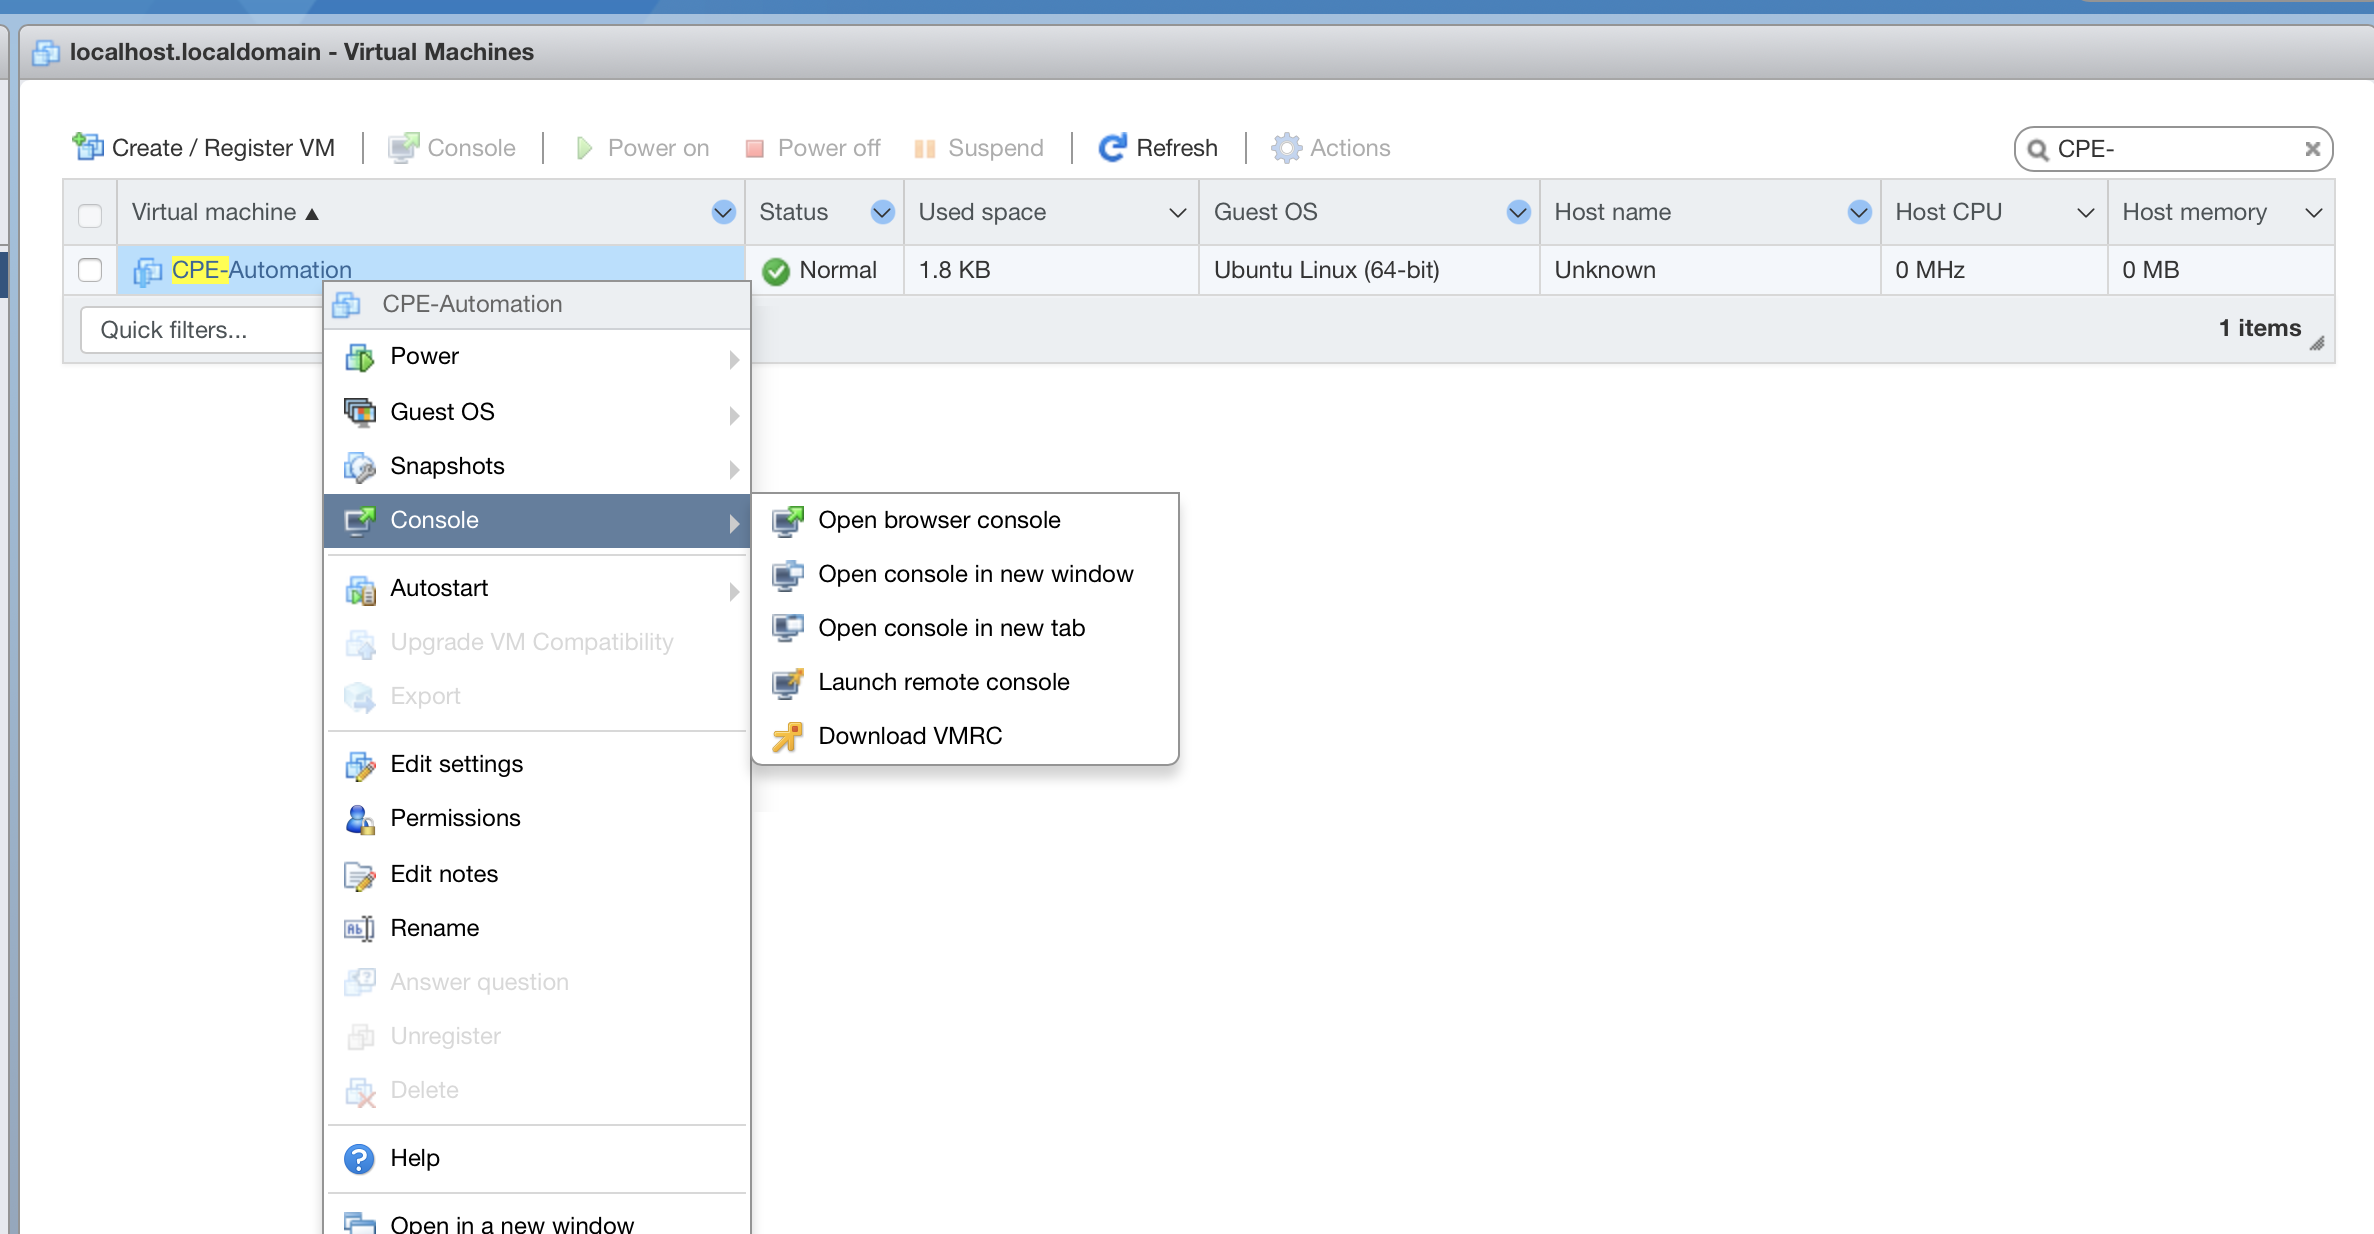 localhost.localdomain - Virtual Machines
Create / Register VM Console Power on Power off Suspend Refresh Actions CPE-
Virtual machine ▲ Status Used space Guest OS Host name Host CPU Host memory
CPE-Automation Normal 1.8 KB Ubuntu Linux (64-bit) Unknown 0 MHz 0 MB
Quick filters... 1 items
CPE-Automation
Power
Guest OS
Snapshots
Console
Autostart
Upgrade VM Compatibility
Export
Edit settings
Permissions
Edit notes
Rename
Answer question
Unregister
Delete
Help
Open in a new window
Open browser console
Open console in new window
Open console in new tab
Launch remote console
Download VMRC